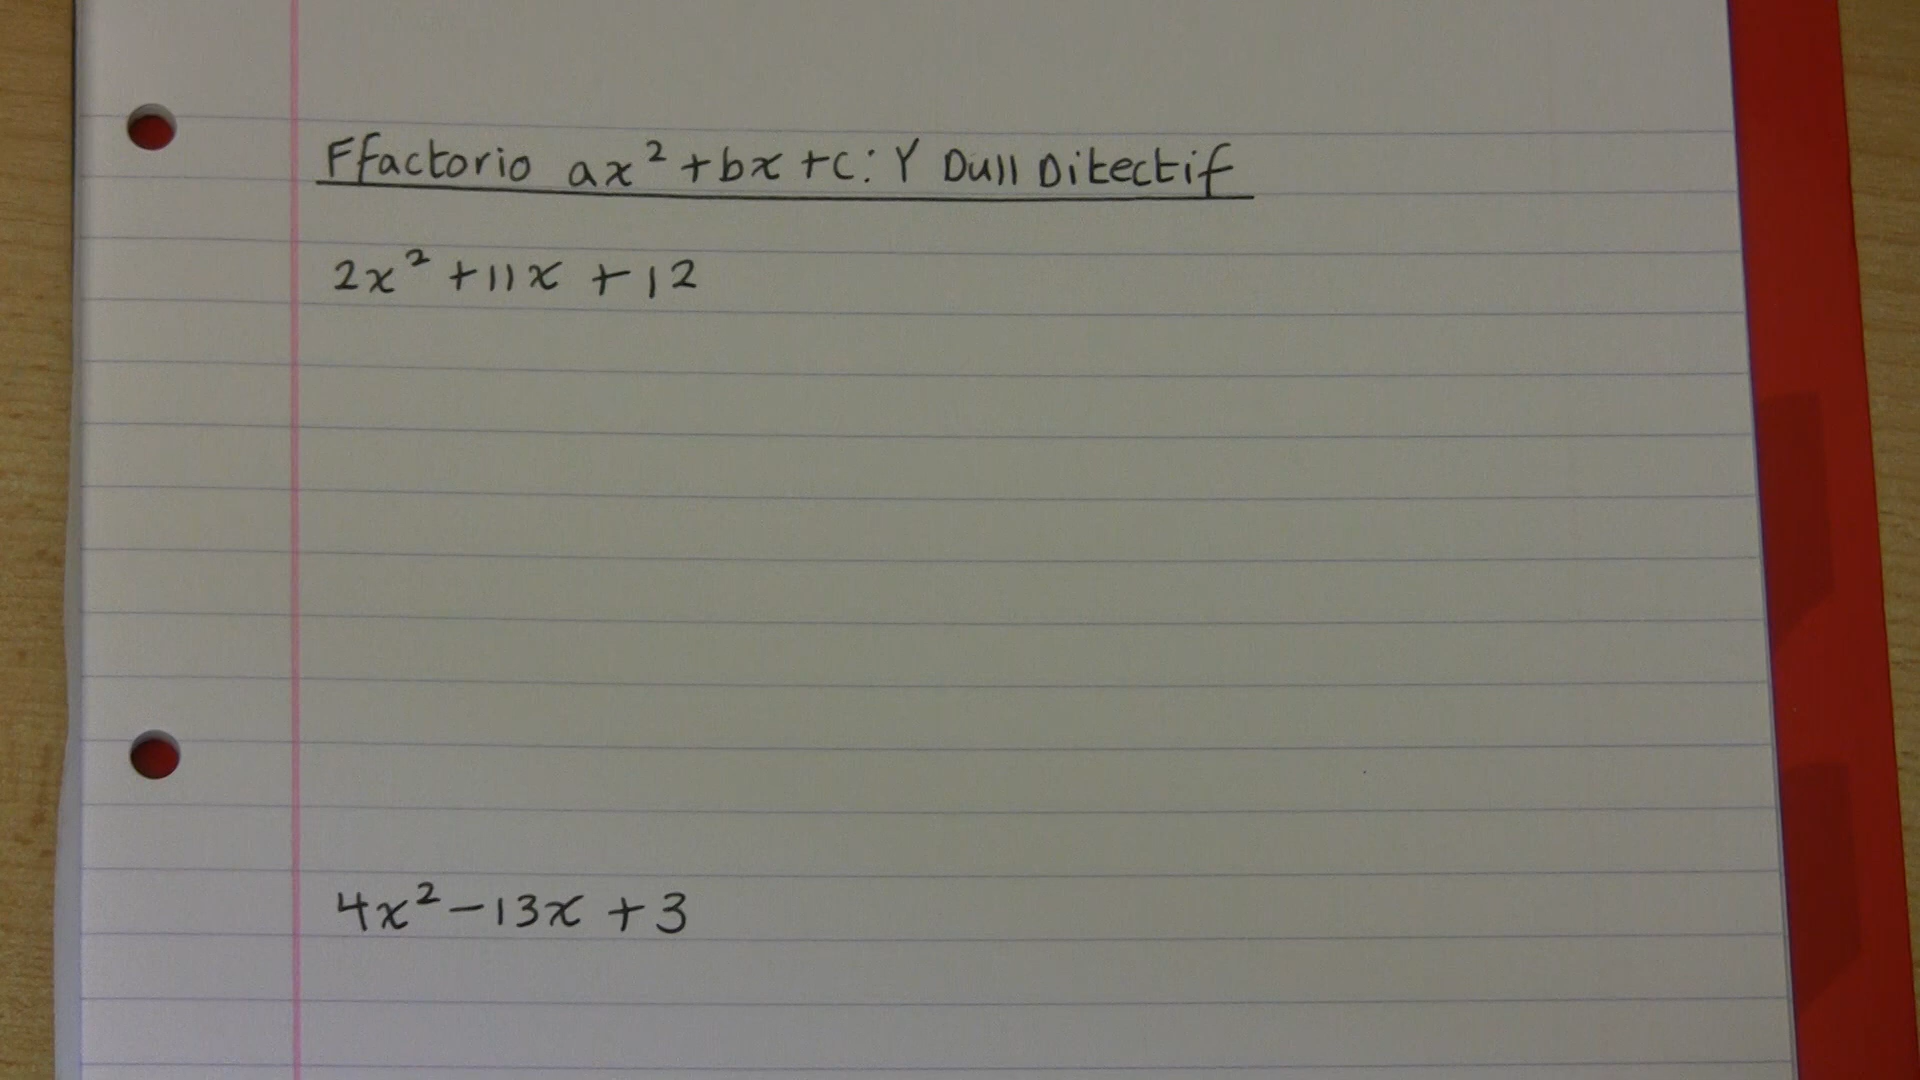 Ffactorio ax² + bx + c: Y Dull Ditectif
2x² + 11x + 12
4x² - 13x + 3